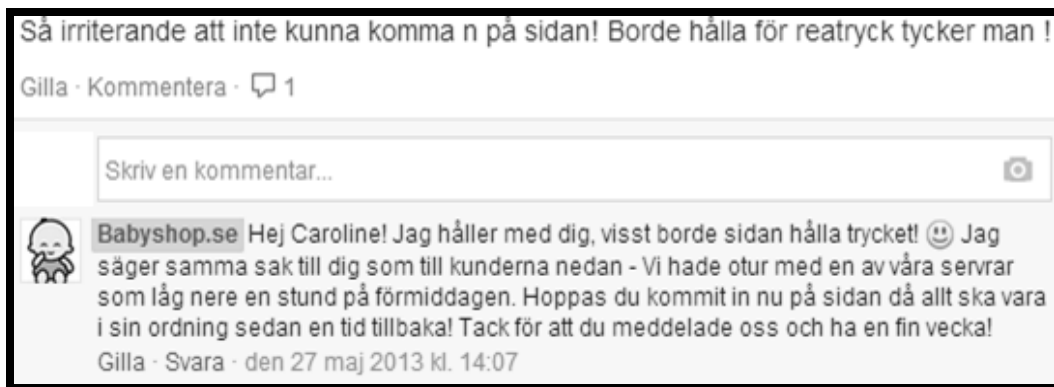 Så irriterande att inte kunna komma n på sidan! Borde hålla för reatryck tycker man !
Gilla · Kommentera · 1
Skriv en kommentar...
Babyshop.se Hej Caroline! Jag håller med dig, visst borde sidan hålla trycket! Jag
säger samma sak till dig som till kunderna nedan - Vi hade otur med en av våra servrar
som låg nere en stund på förmiddagen. Hoppas du kommit in nu på sidan då allt ska vara
i sin ordning sedan en tid tillbaka! Tack för att du meddelade oss och ha en fin vecka!
Gilla · Svara · den 27 maj 2013 kl. 14:07